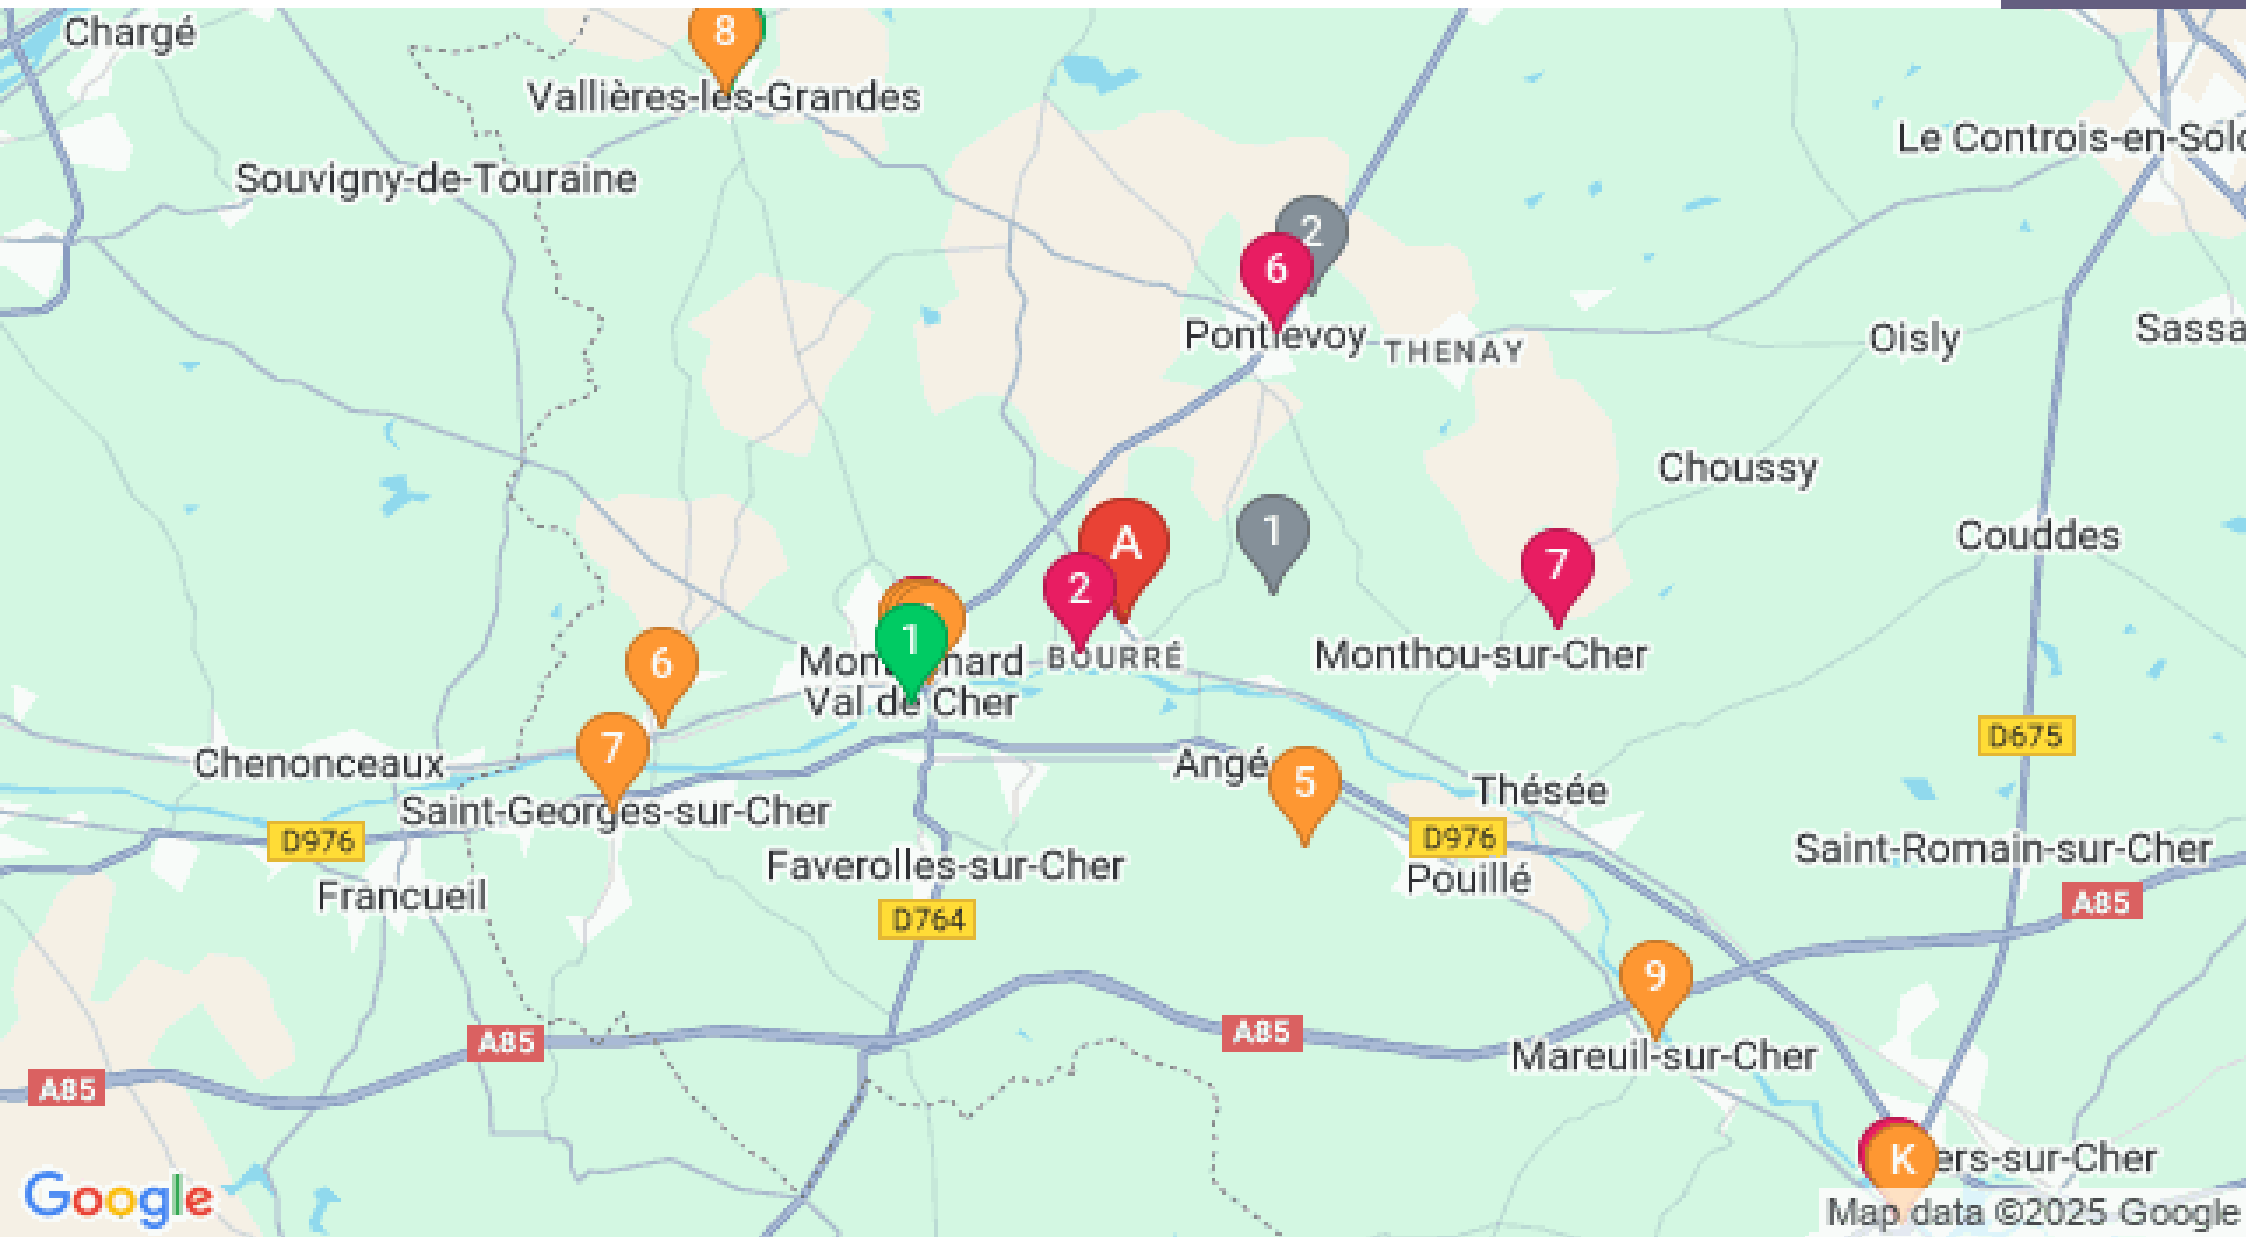 Chargé
8
Vallières-les-Grandes
Le Controis-en-Solo
Souvigny-de-Touraine
2
6
Pontlevoy
THENAY
Oisly
Sassa
Choussy
A
1
Couddes
7
2
1
6
BOURRÉ
Monthou-sur-Cher
Val de Cher
D675
7
Chenonceaux
Angé
5
Thésée
Saint-Georges-sur-Cher
D976
D976
Saint-Romain-sur-Cher
Faverolles-sur-Cher
Pouillé
Francueil
A85
D764
9
A85
A85
Mareuil-sur-Cher
A85
K
ers-sur-Cher
Google
Map data ©2025 Google